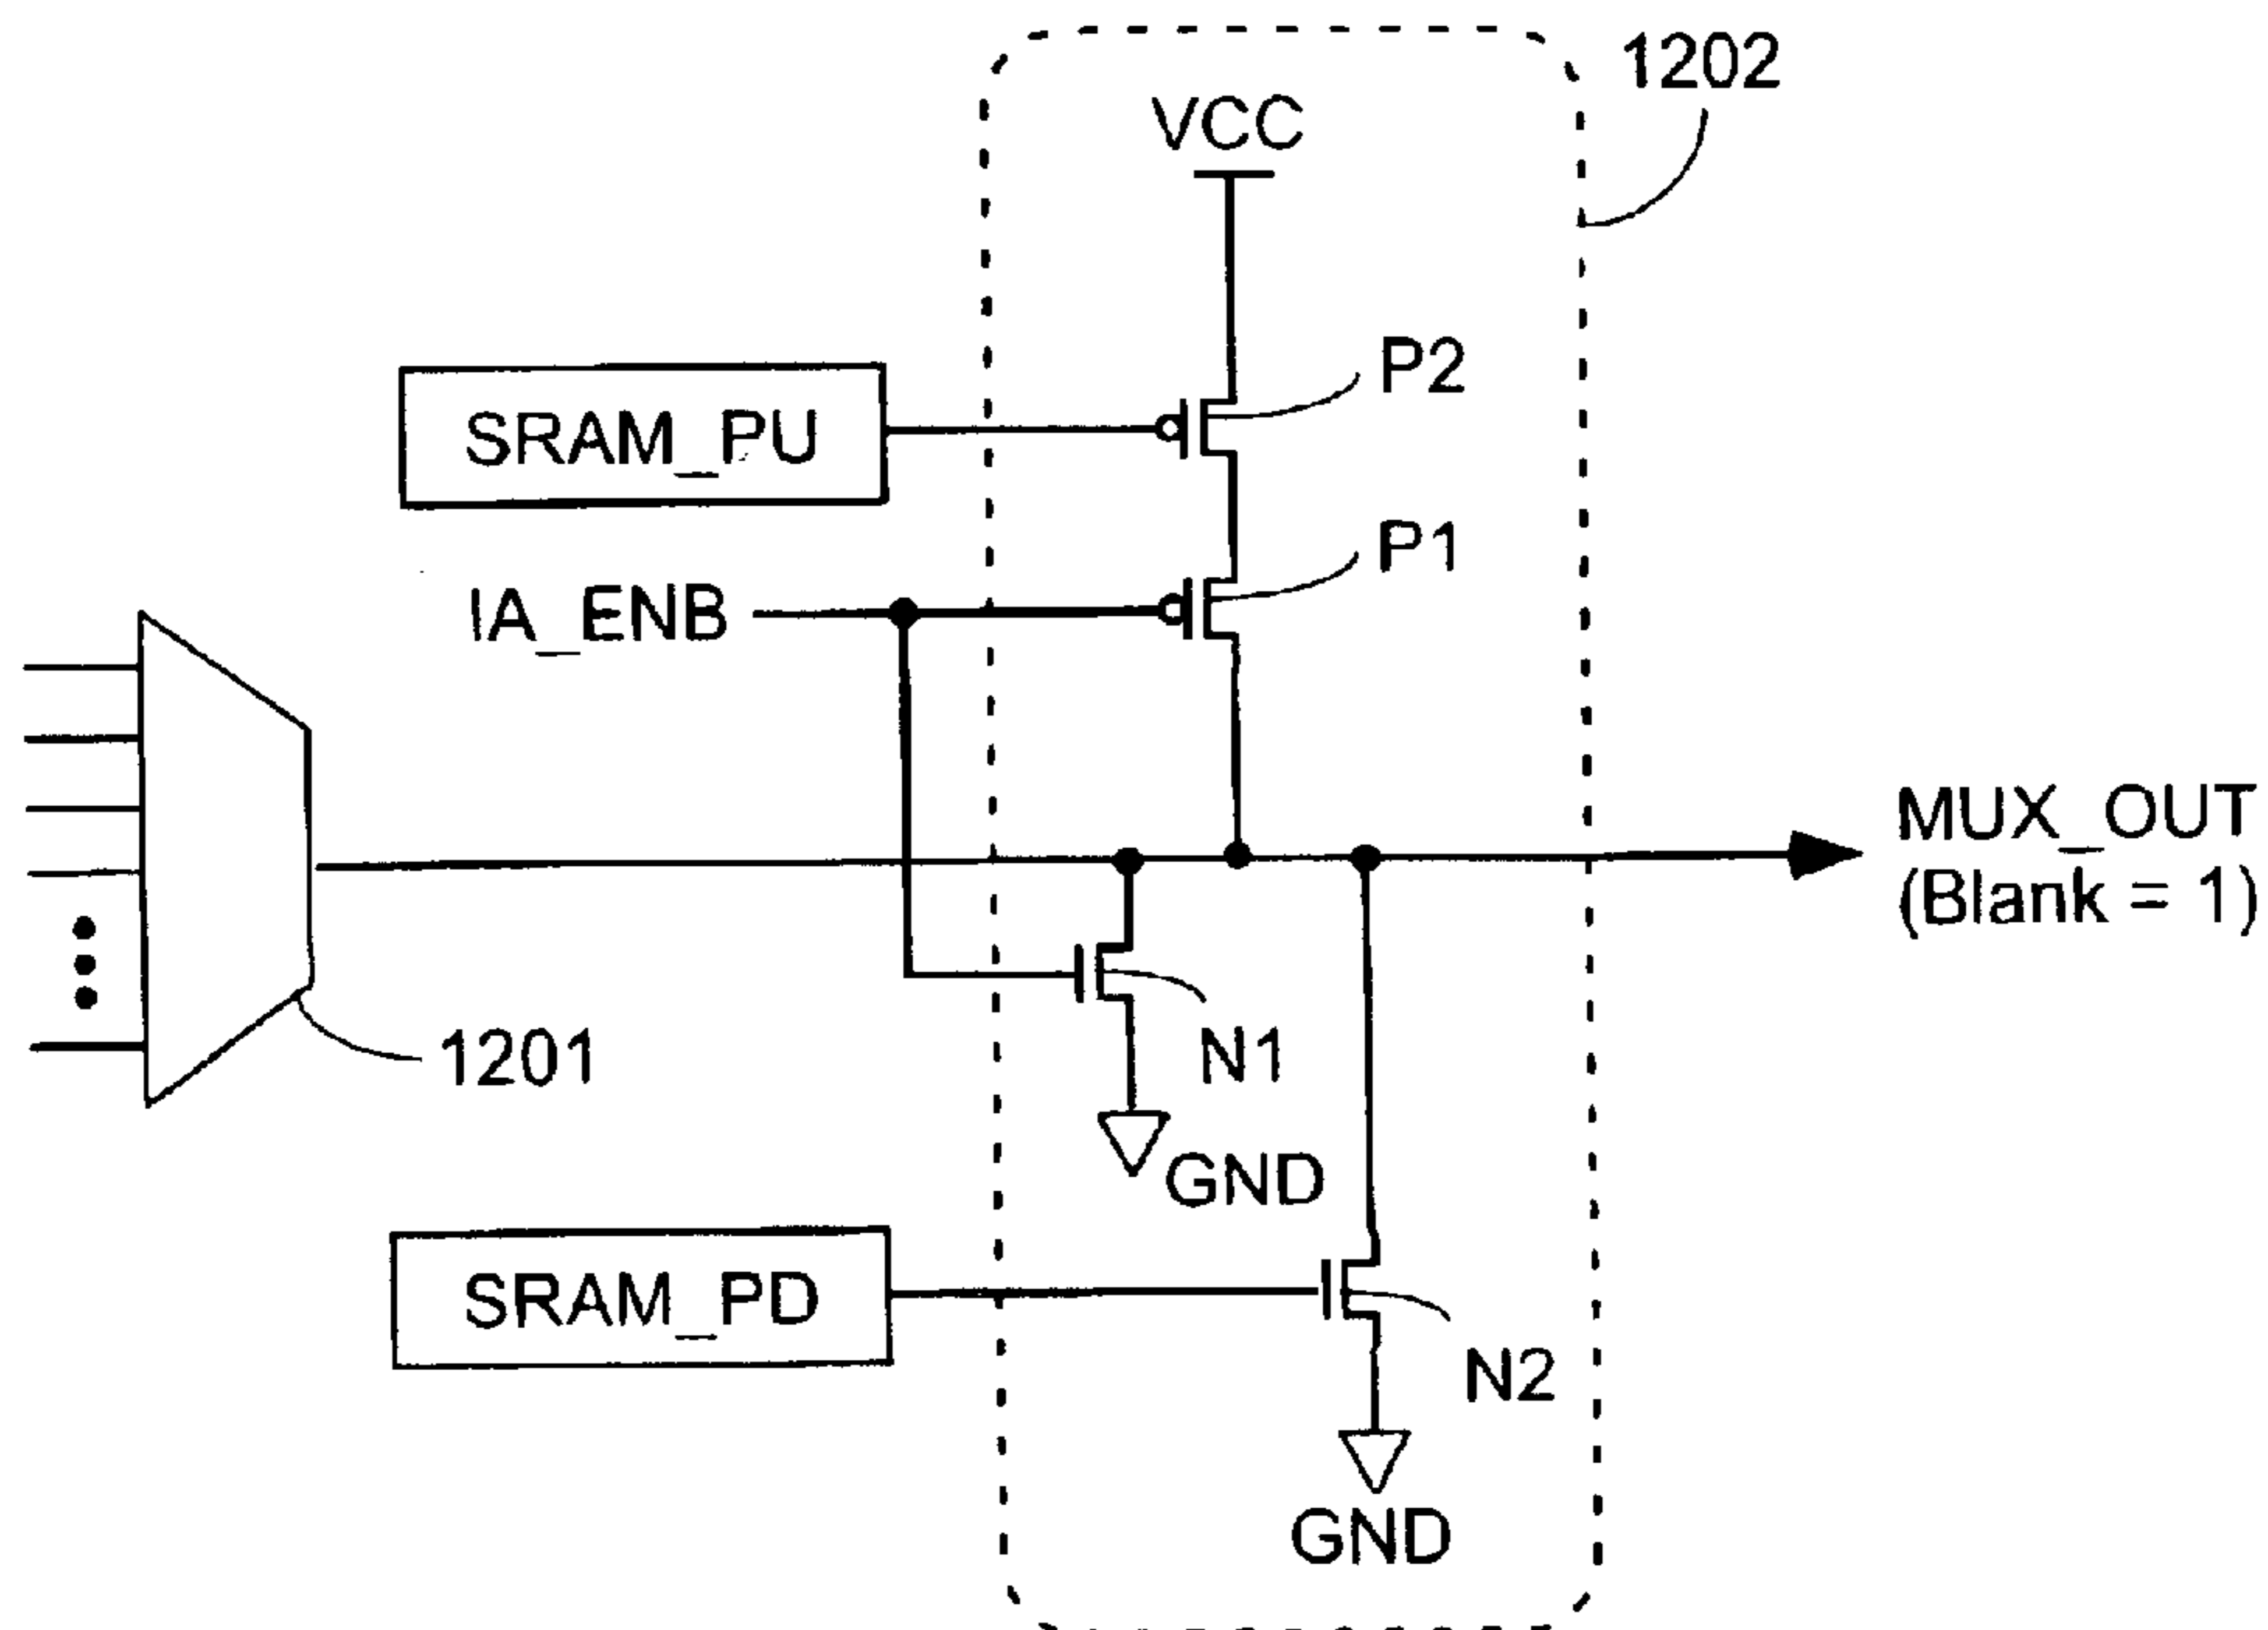 1202
VCC
P2
SRAM_PU
P1
IA_ENB
MUX_OUT
(Blank = 1)
N1
1201
GND
SRAM_PD
N2
GND